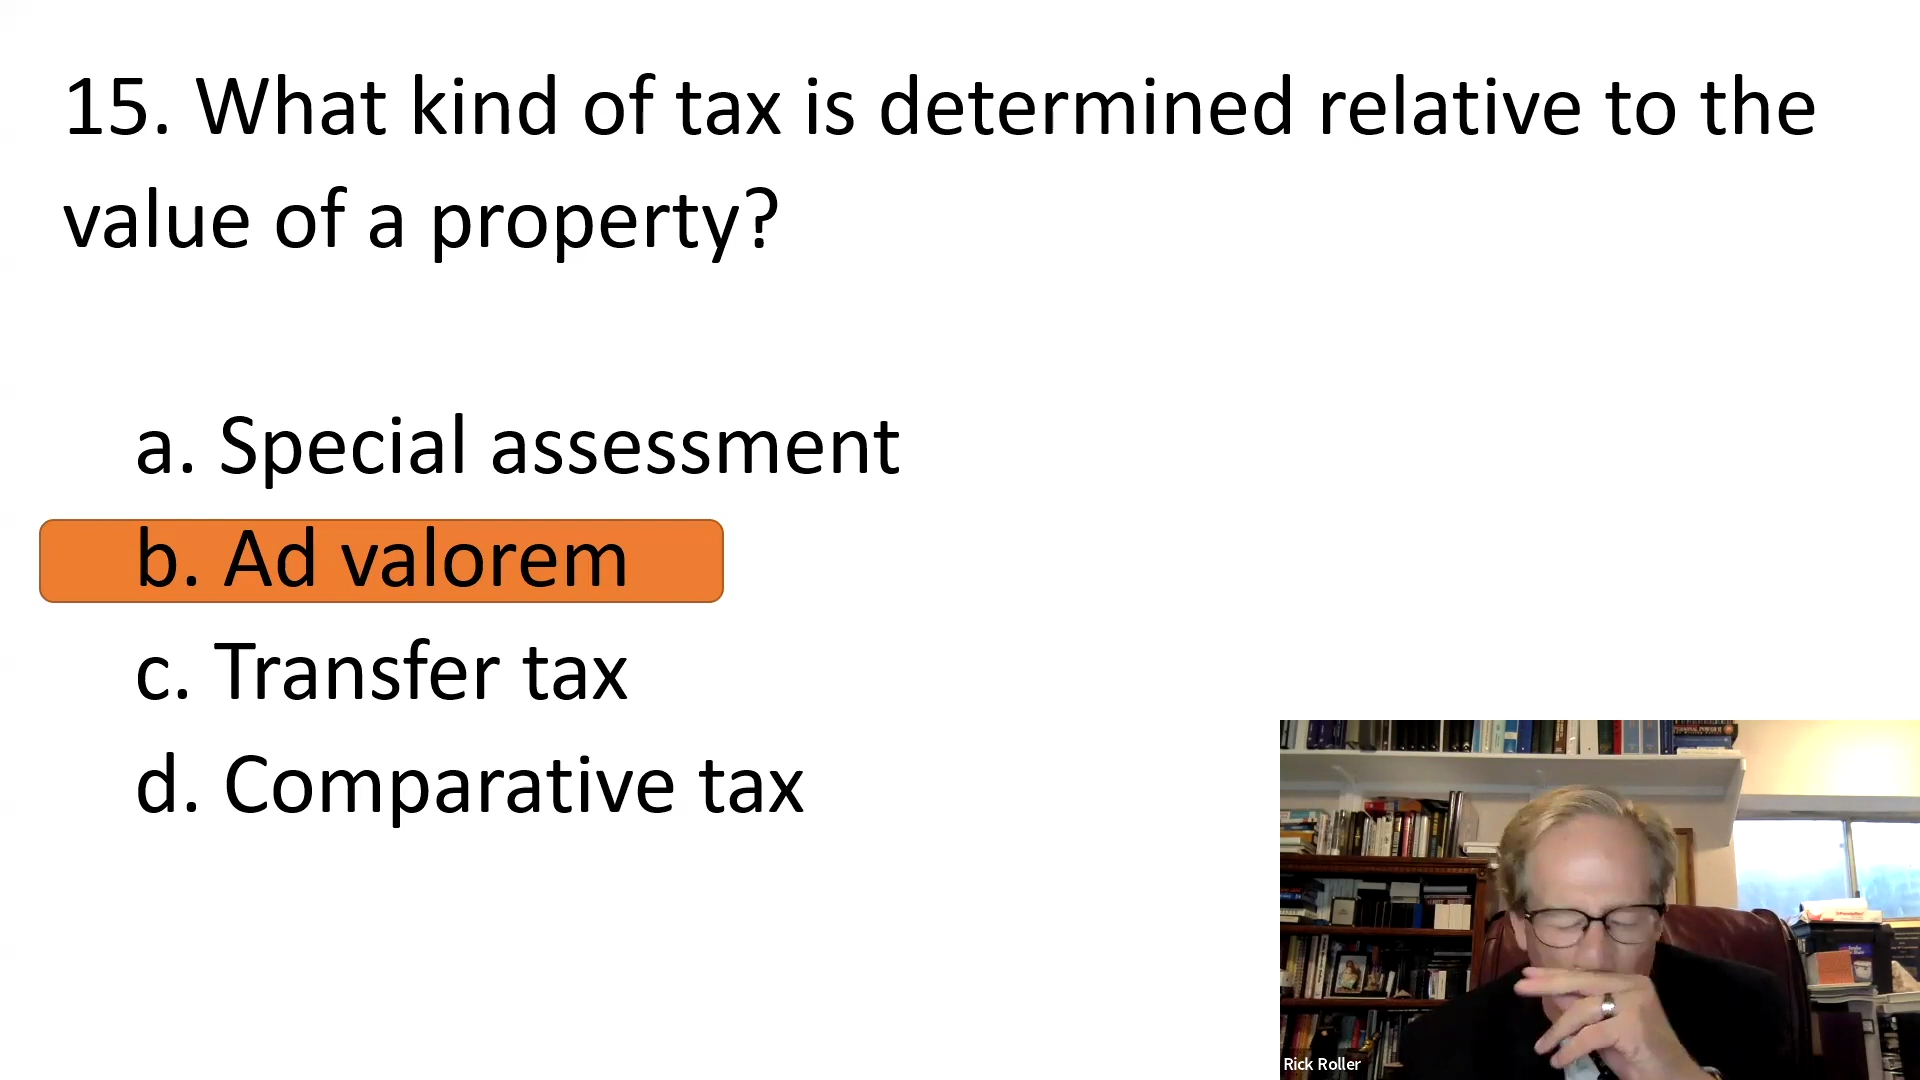 15. What kind of tax is determined relative to the
value of a property?
a. Special assessment
b. Ad valorem
c. Transfer tax
d. Comparative tax
Rick Roller